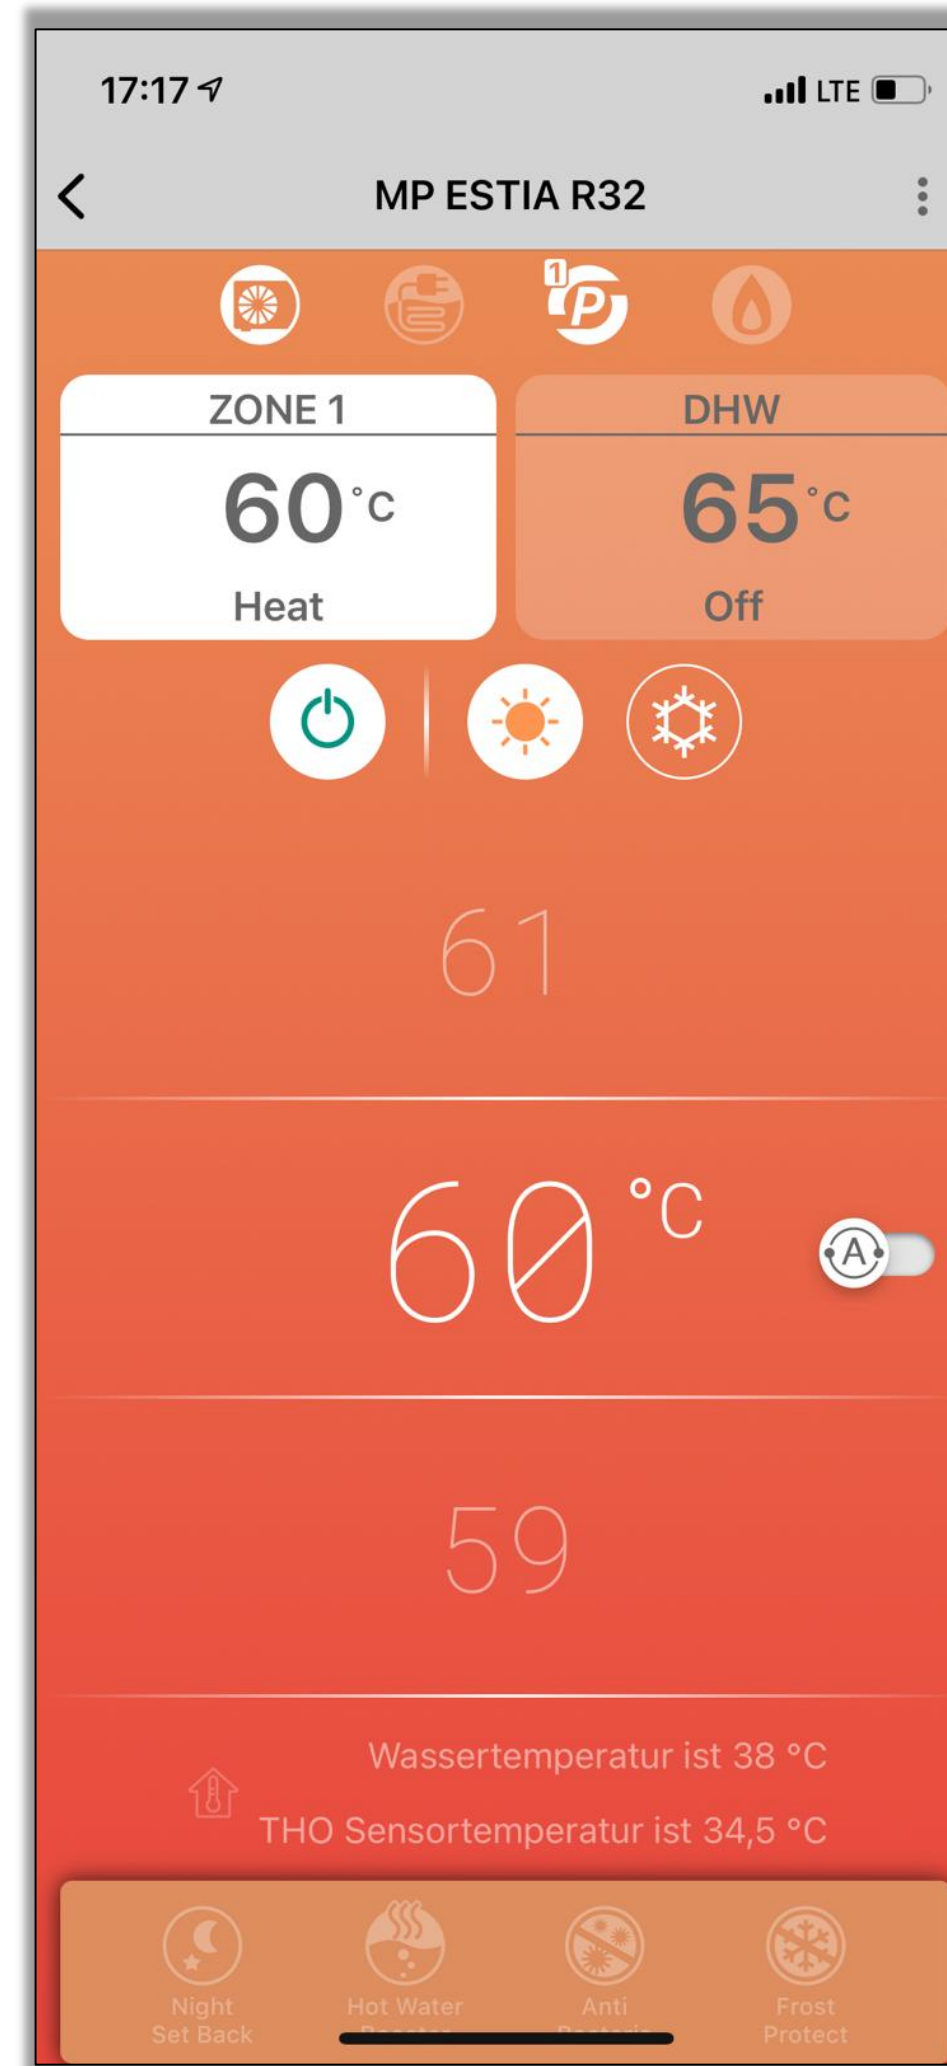 17:17
LTE
MP ESTIA R32
1
P
ZONE 1
DHW
60 °C
65 °C
Heat
Off
61
60 °C
A
59
Wassertemperatur ist 38 °C
THO Sensortemperatur ist 34,5 °C
Night
Set Back
Hot Water
Anti
Frost
Protect